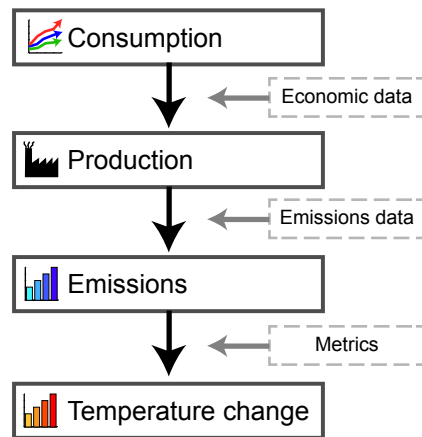 Consumption
Economic data
Production
Emissions data
Emissions
Metrics
Temperature change